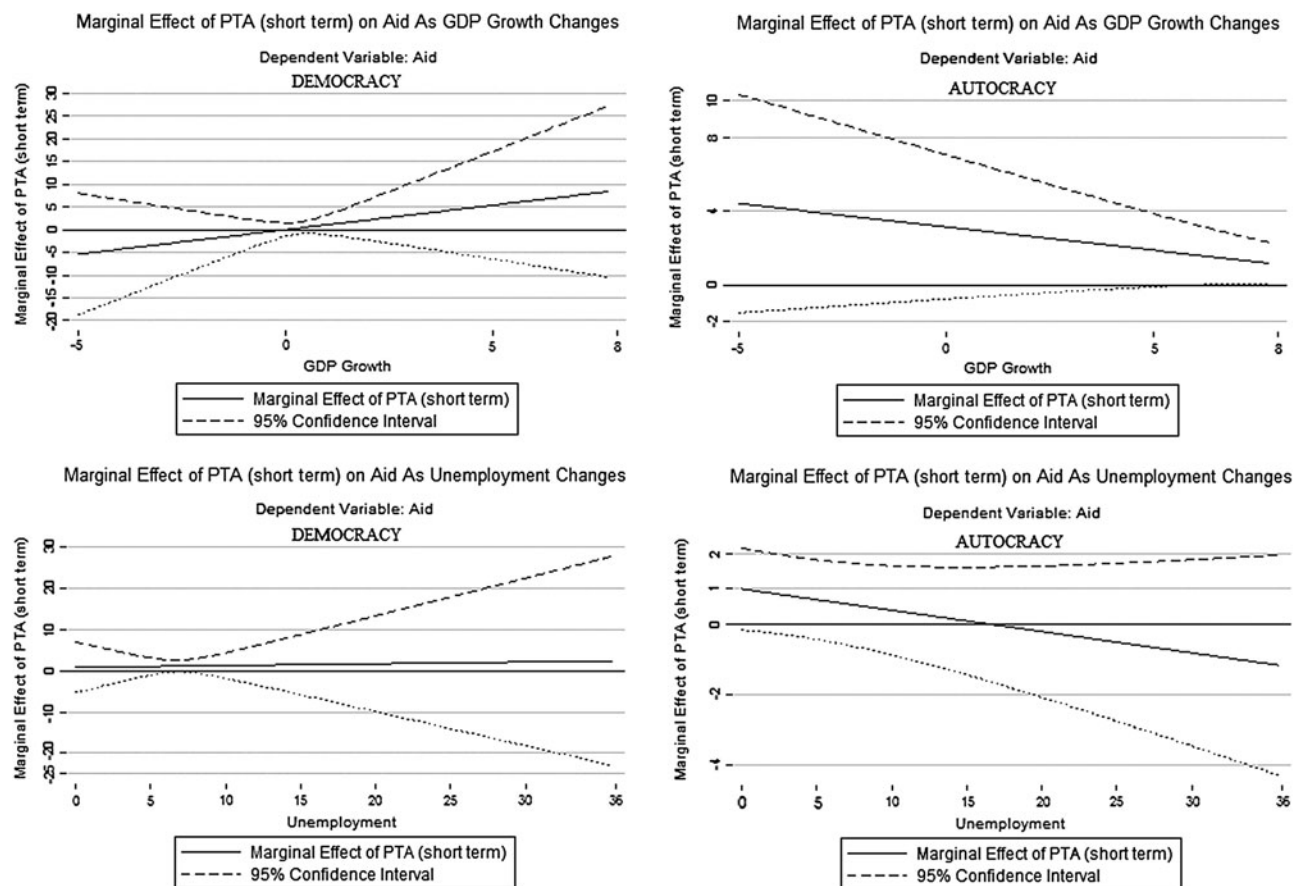 Marginal Effect of PTA (short term) on Aid As GDP Growth Changes
Dependent Variable: Aid
DEMOCRACY
Marginal Effect of PTA (short term)
30
25
20
15
10
5
0
-5
-10
-15
-20
-5
0
5
8
GDP Growth
Marginal Effect of PTA (short term)
95% Confidence Interval
Marginal Effect of PTA (short term) on Aid As GDP Growth Changes
Dependent Variable: Aid
AUTOCRACY
Marginal Effect of PTA (short term)
10
8
4
0
-2
-5
0
5
8
GDP Growth
Marginal Effect of PTA (short term)
95% Confidence Interval
Marginal Effect of PTA (short term) on Aid As Unemployment Changes
Dependent Variable: Aid
DEMOCRACY
Marginal Effect of PTA (short term)
30
20
10
0
-10
-20
-25
0
5
10
15
20
25
30
36
Unemployment
Marginal Effect of PTA (short term)
95% Confidence Interval
Marginal Effect of PTA (short term) on Aid As Unemployment Changes
Dependent Variable: Aid
AUTOCRACY
Marginal Effect of PTA (short term)
2
0
-2
-4
0
5
10
15
20
25
30
36
Unemployment
Marginal Effect of PTA (short term)
95% Confidence Interval